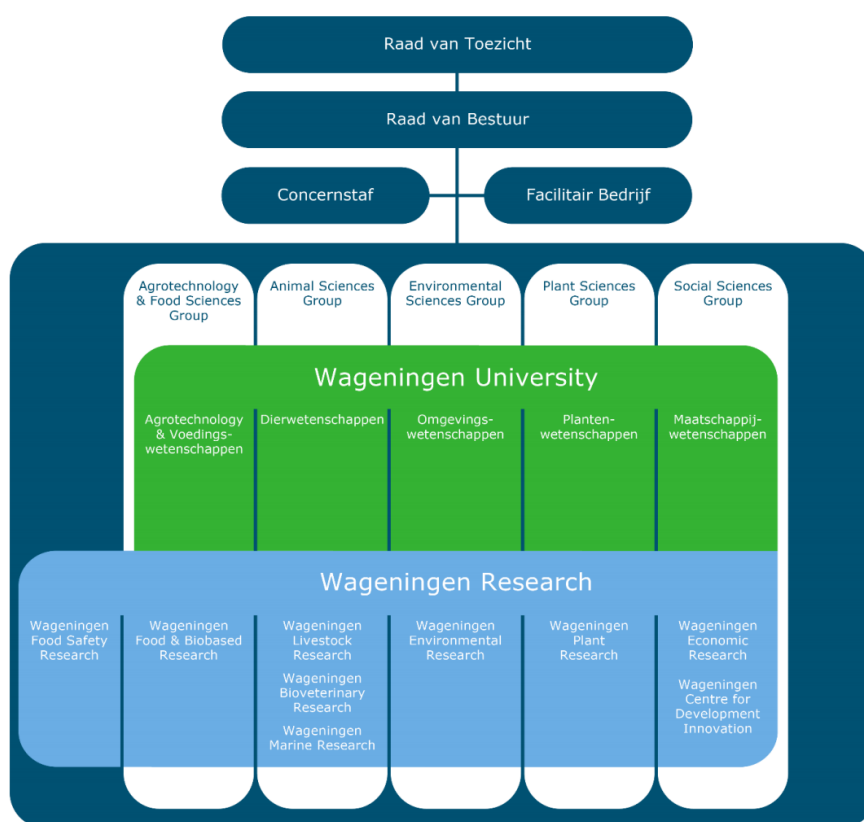 Raad van Toezicht
Raad van Bestuur
Concernstaf
Facilitair Bedrijf
Agrotechnology
& Food Sciences
Group
Animal Sciences
Group
Environmental
Sciences Group
Plant Sciences
Group
Social Sciences
Group
Wageningen University
Agrotechnology
& Voedings-
wetenschappen
Dierwetenschappen
Omgevings-
wetenschappen
Planten-
wetenschappen
Maatschappij-
wetenschappen
Wageningen Research
Wageningen
Food Safety
Research
Wageningen
Food & Biobased
Research
Wageningen
Livestock
Research
Wageningen
Bioveterinary
Research
Wageningen
Marine Research
Wageningen
Environmental
Research
Wageningen
Plant
Research
Wageningen
Economic
Research
Wageningen
Centre for
Development
Innovation